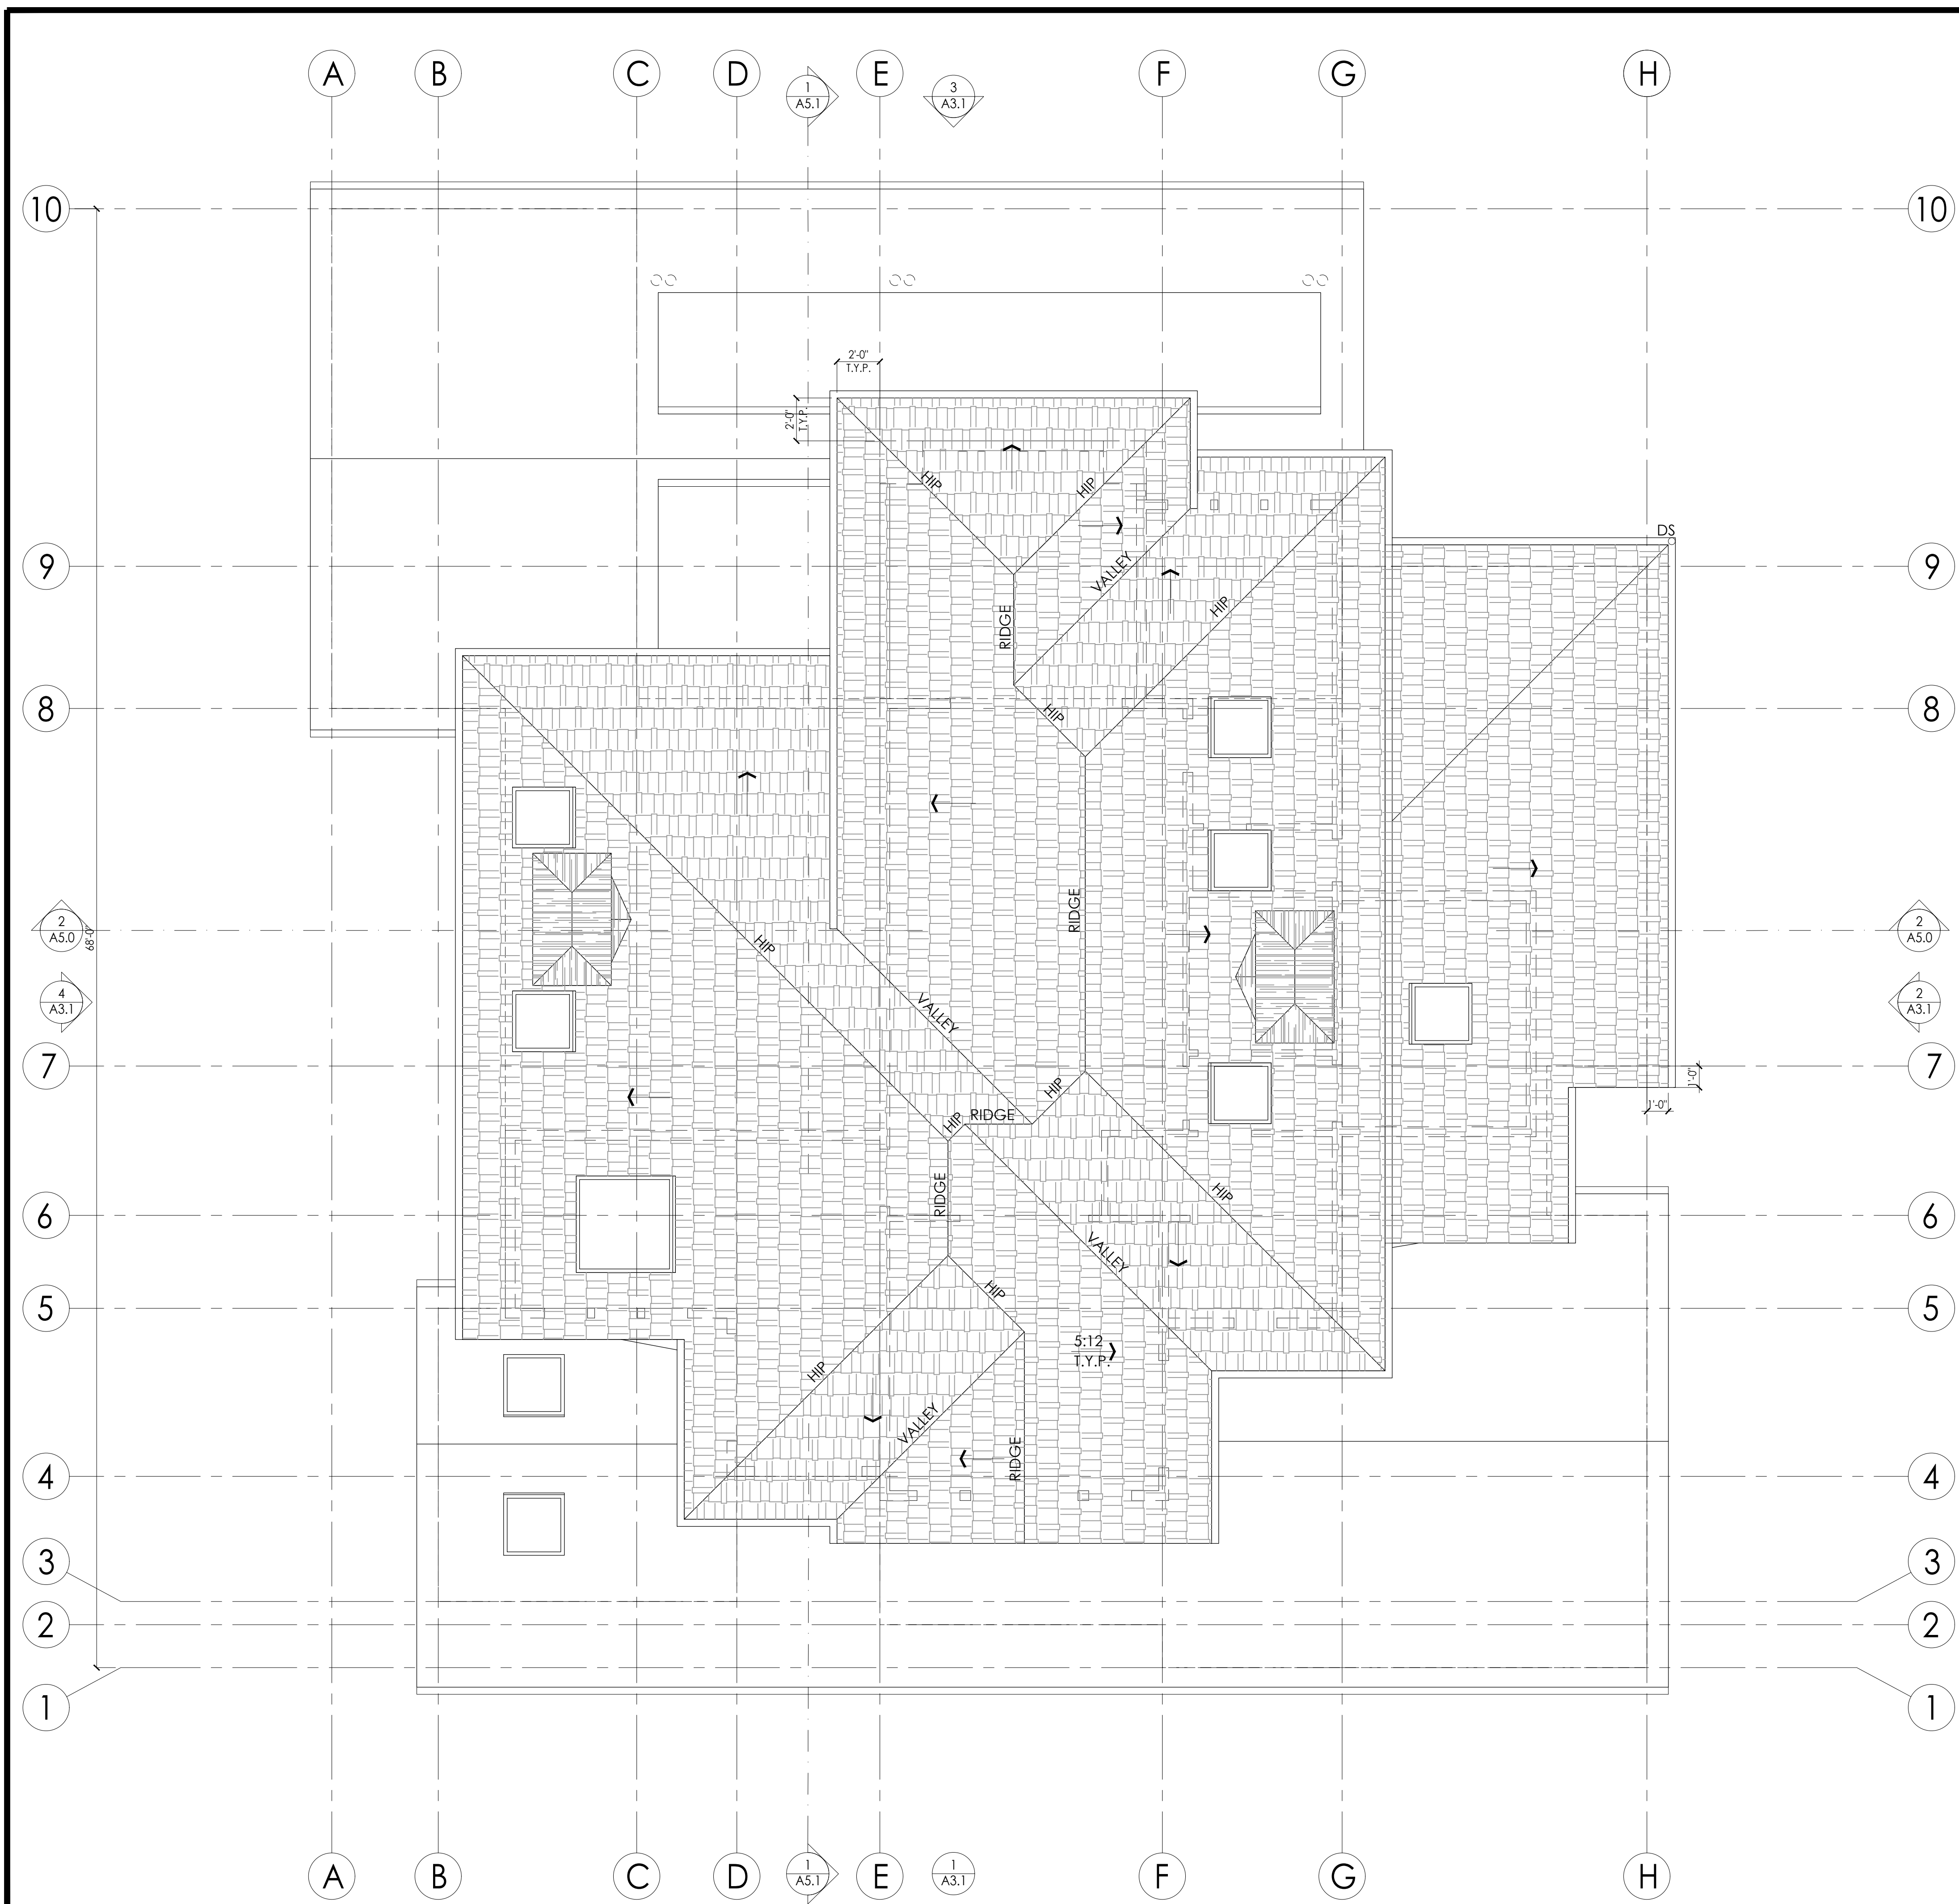 A B C D E F G H
1
A5.1
3
A3.1
10 10
2'-0"
T.Y.P.
2'-0"
T.Y.P.
HIP
HIP
DS
9 9
VALLEY
RIDGE
HIP
8 8
HIP
RIDGE
2
A5.0
68'-0"
2
A5.0
HIP
4
A3.1
2
A3.1
VALLEY
7 7
1'-0"
1'-0"
HIP
HIP
RIDGE
RIDGE
HIP
6 6
VALLEY
HIP
5 5
5:12
T.Y.P.
HIP
VALLEY
RIDGE
4 4
3 3
2 2
1 1
A B C D E F G H
1
A5.1
1
A3.1